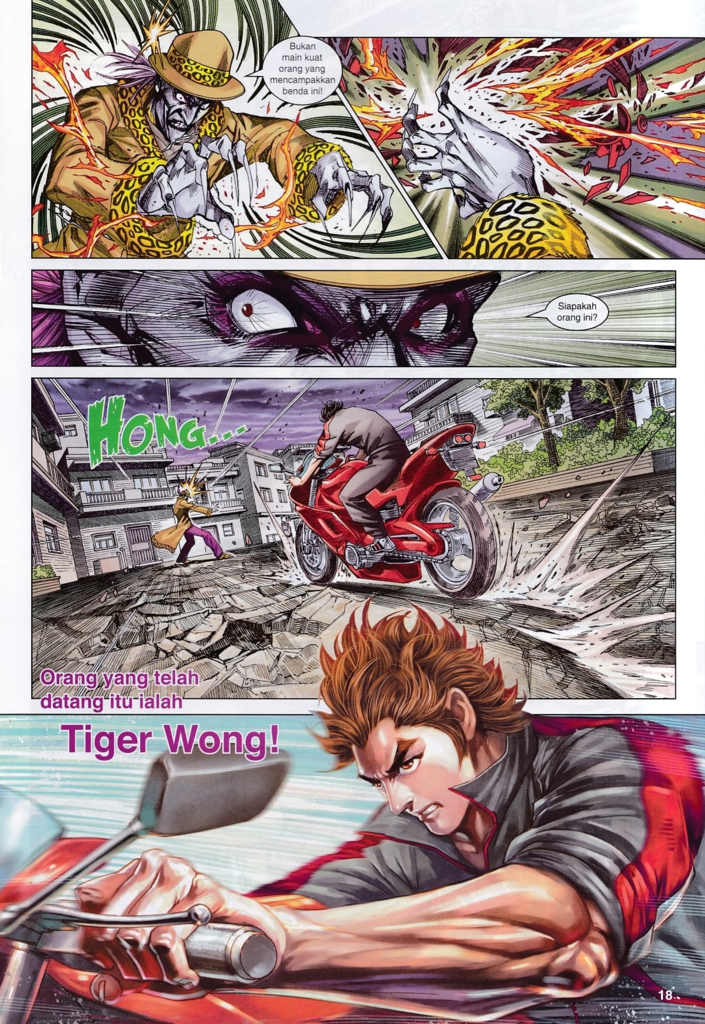 Bukan
main kuat
orang yang
mencampakkan
benda ini!
Siapakah
orang ini?
HONG...
Orang yang telah
datang itu ialah
Tiger Wong!
18